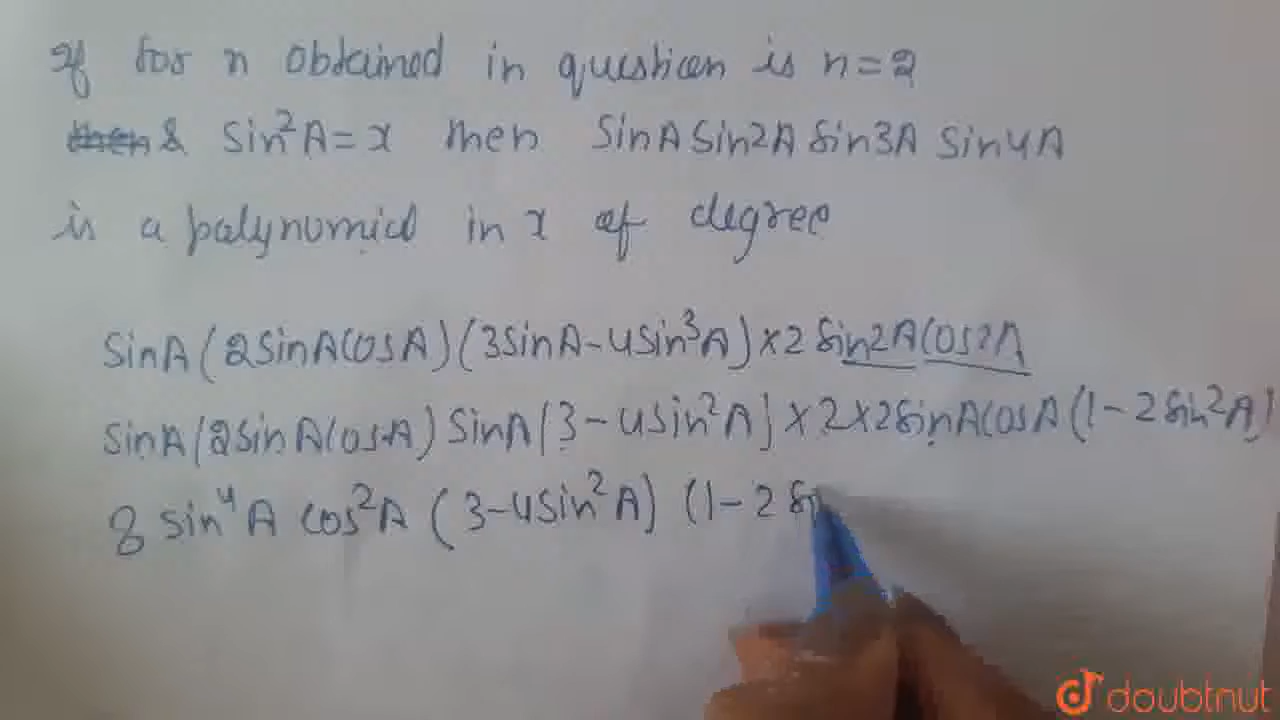 If for n obtained in question is n=2
then & Sin²A=x then SinA Sin2A Sin3A Sin4A
is a polynomial in x of degree
SinA(2SinACosA)(3SinA-4Sin³A)×2 Sin2ACos2A
SinA(2SinACosA) SinA(3-4Sin²A)×2×2SinACosA(1-2Sin²A)
8 Sin⁴A Cos²A (3-4Sin²A) (1-2 Si
doubtnut